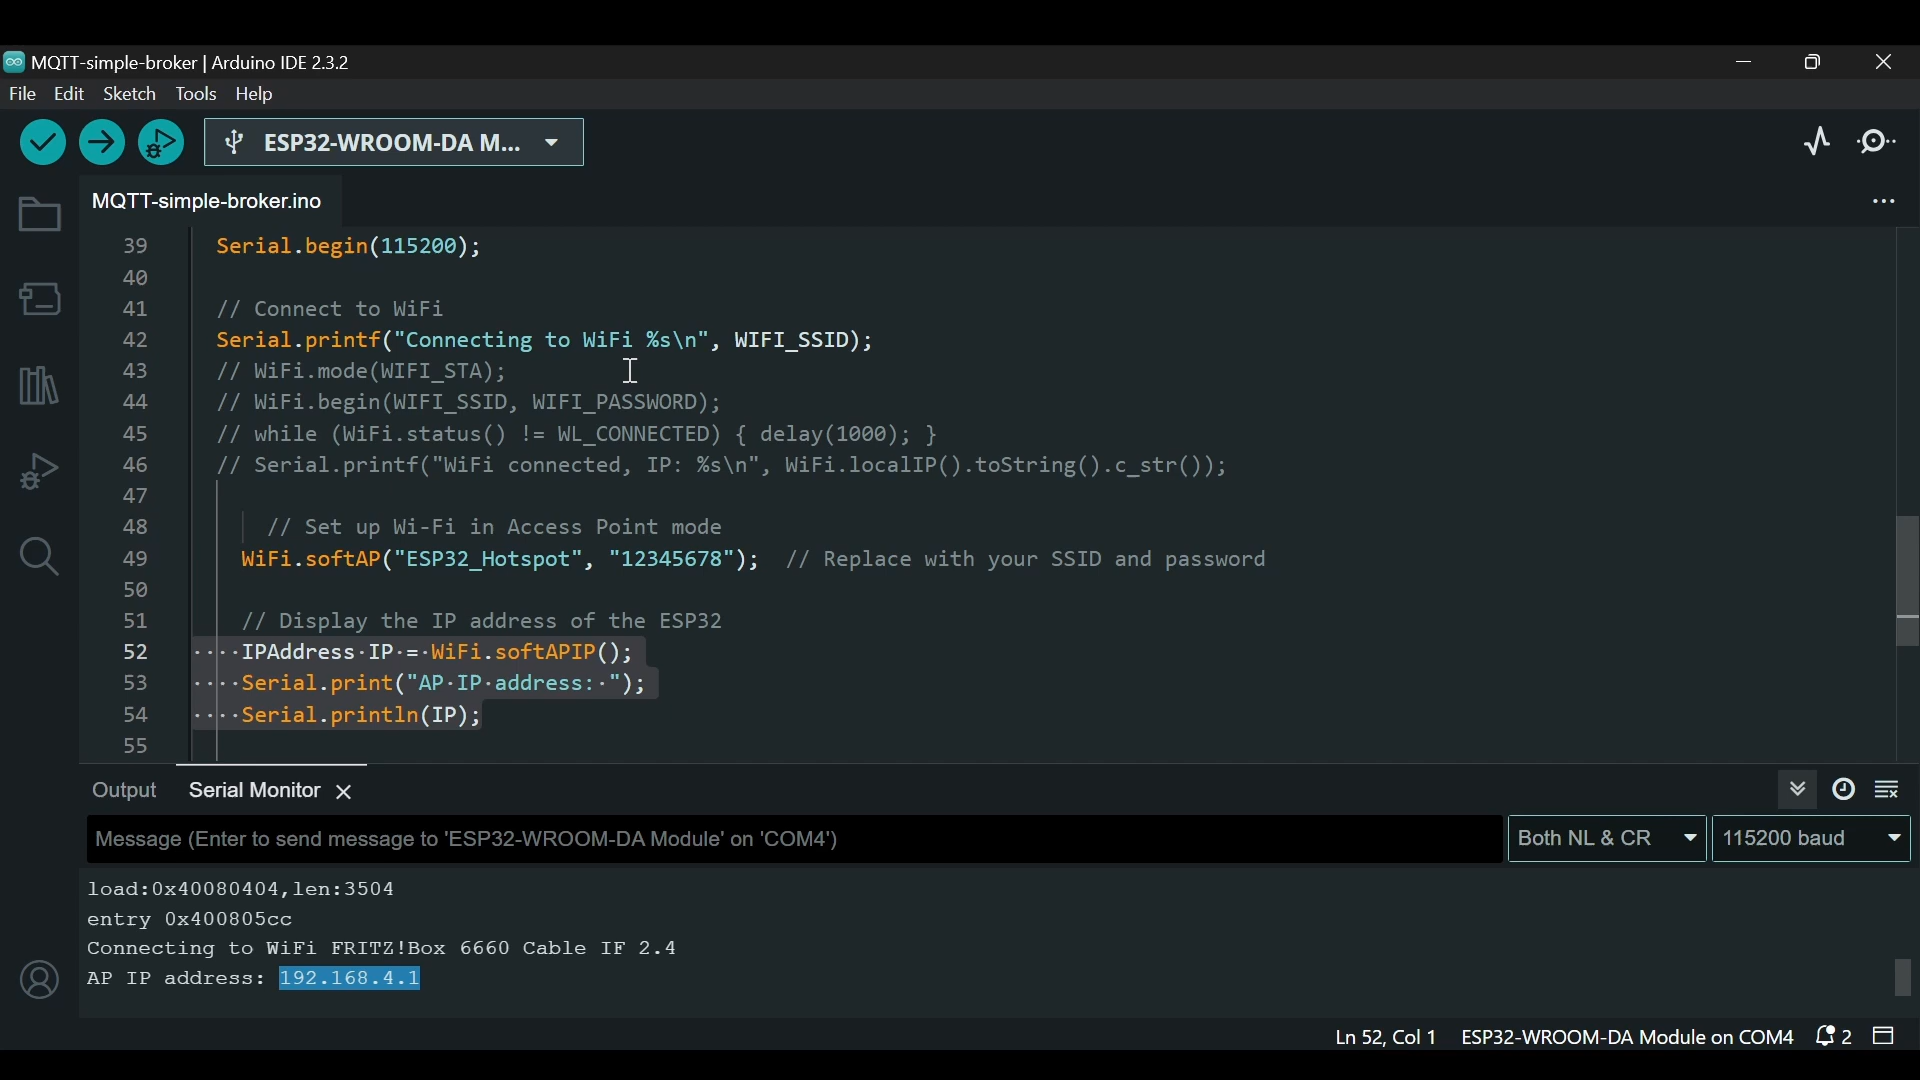 MQTT-simple-broker | Arduino IDE 2.3.2
File Edit Sketch Tools Help
ESP32-WROOM-DA M...
MQTT-simple-broker.ino
39 Serial.begin(115200);
40
41 // Connect to WiFi
42 Serial.printf("Connecting to WiFi %s\n", WIFI_SSID);
43 // WiFi.mode(WIFI_STA);
44 // WiFi.begin(WIFI_SSID, WIFI_PASSWORD);
45 // while (WiFi.status() != WL_CONNECTED) { delay(1000); }
46 // Serial.printf("WiFi connected, IP: %s\n", WiFi.localIP().toString().c_str());
47
48 // Set up Wi-Fi in Access Point mode
49 WiFi.softAP("ESP32_Hotspot", "12345678"); // Replace with your SSID and password
50
51 // Display the IP address of the ESP32
52 ····IPAddress·IP·=·WiFi.softAPIP();
53 ····Serial.print("AP·IP·address:·");
54 ····Serial.println(IP);
55
Output Serial Monitor
Message (Enter to send message to 'ESP32-WROOM-DA Module' on 'COM4') Both NL & CR 115200 baud
load:0x40080404,len:3504
entry 0x400805cc
Connecting to WiFi FRITZ!Box 6660 Cable IF 2.4
AP IP address: 192.168.4.1
Ln 52, Col 1 ESP32-WROOM-DA Module on COM4 2